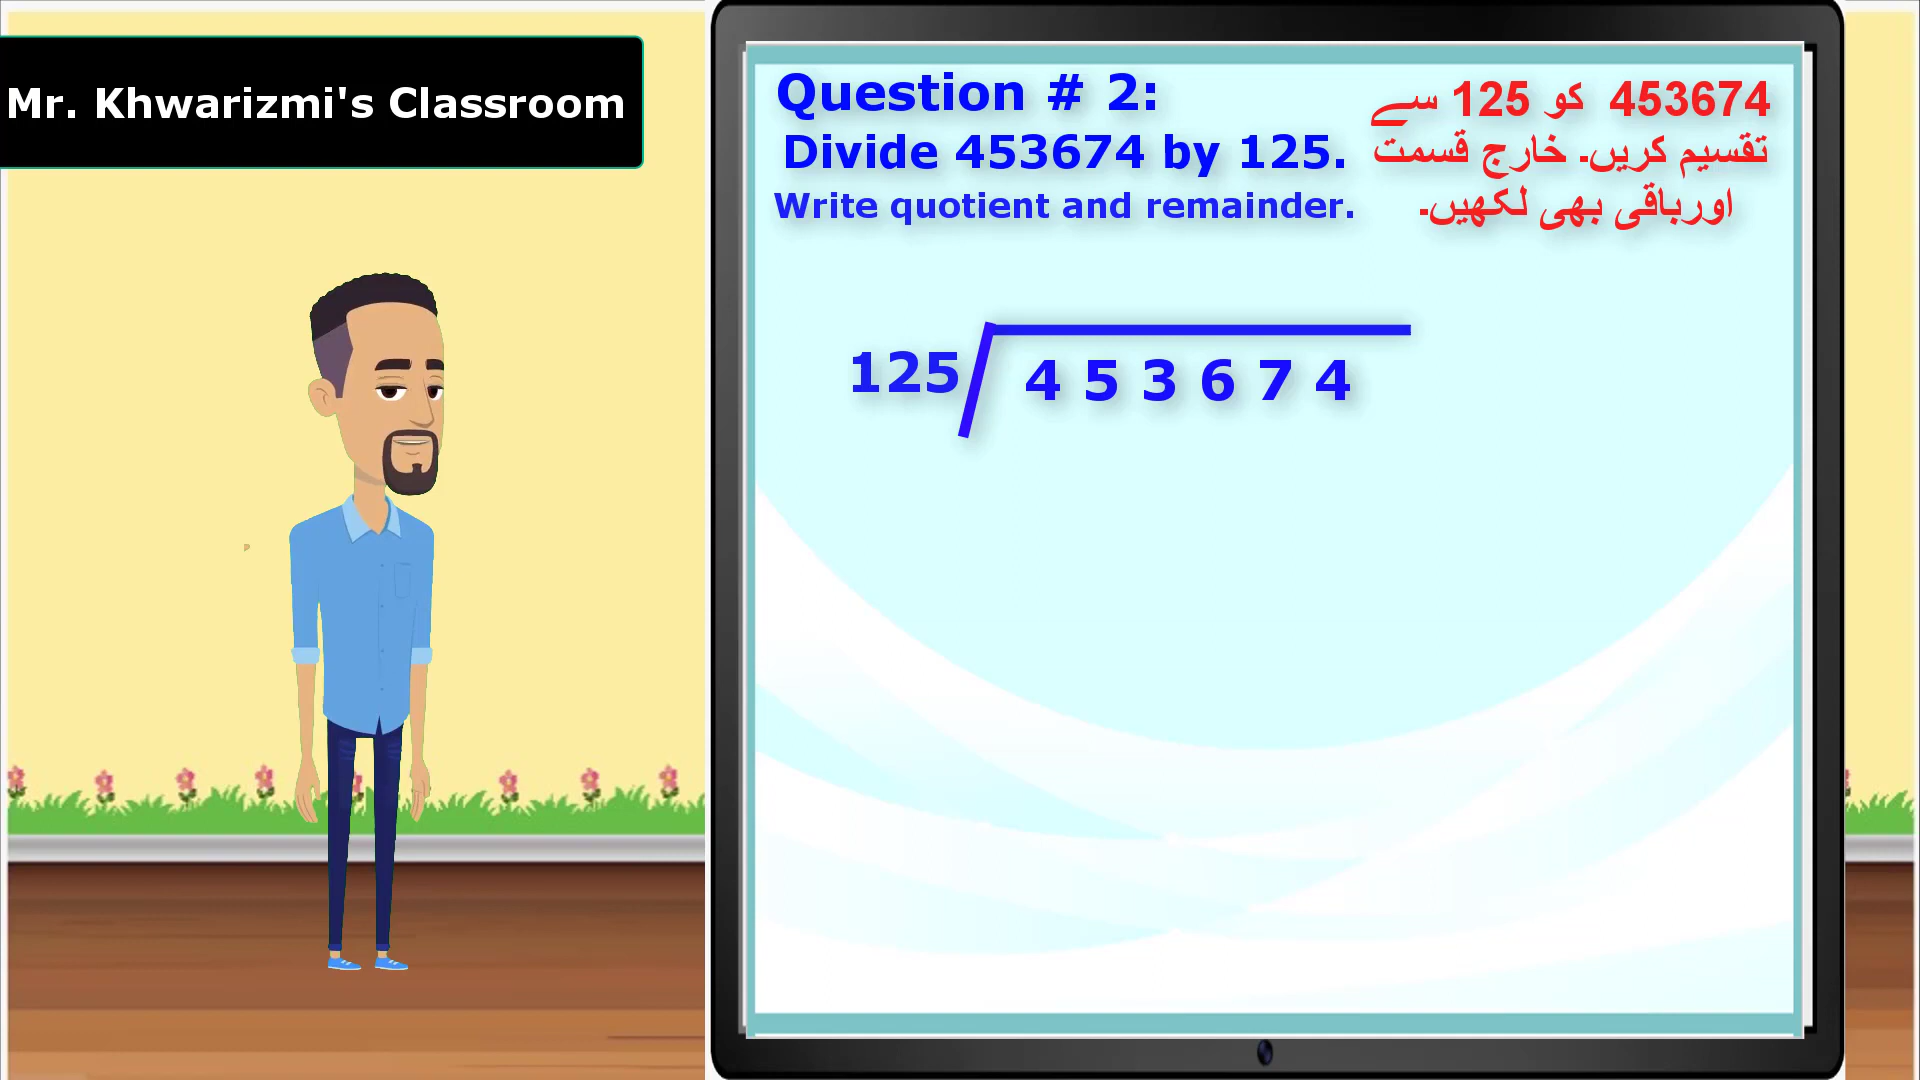 Mr. Khwarizmi's Classroom
Question # 2:
Divide 453674 by 125.
Write quotient and remainder.
453674 کو 125 سے
تقسیم کریں۔ خارج قسمت
اورباقی بھی لکھیں۔
125 4 5 3 6 7 4